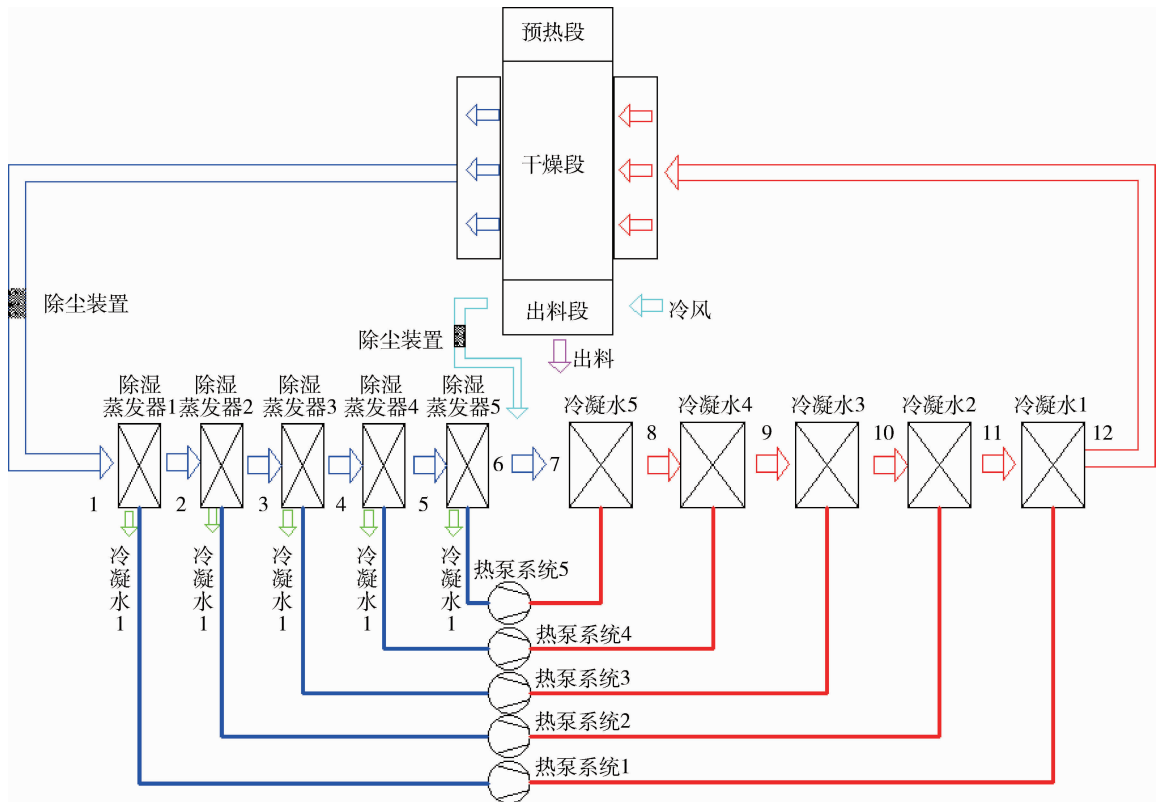 预热段
干燥段
出料段
冷风
除尘装置
除尘装置
出料
除湿
蒸发器1
除湿
蒸发器2
除湿
蒸发器3
除湿
蒸发器4
除湿
蒸发器5
冷凝水5
冷凝水4
冷凝水3
冷凝水2
冷凝水1
1
2
3
4
5
6
7
8
9
10
11
12
冷凝水1
冷凝水1
冷凝水1
冷凝水1
冷凝水1
热泵系统5
热泵系统4
热泵系统3
热泵系统2
热泵系统1